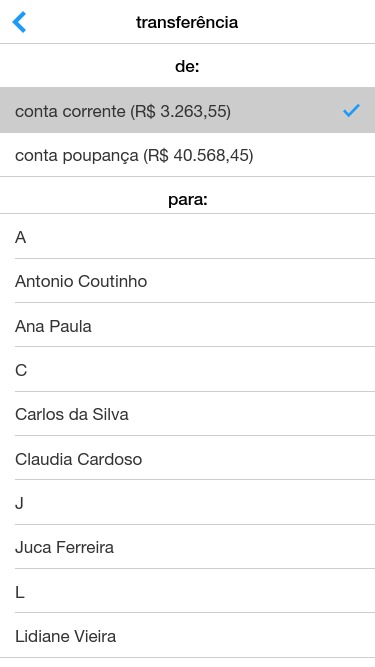 transferência
de:
conta corrente (R$ 3.263,55)
conta poupança (R$ 40.568,45)
para:
A
Antonio Coutinho
Ana Paula
C
Carlos da Silva
Claudia Cardoso
J
Juca Ferreira
L
Lidiane Vieira